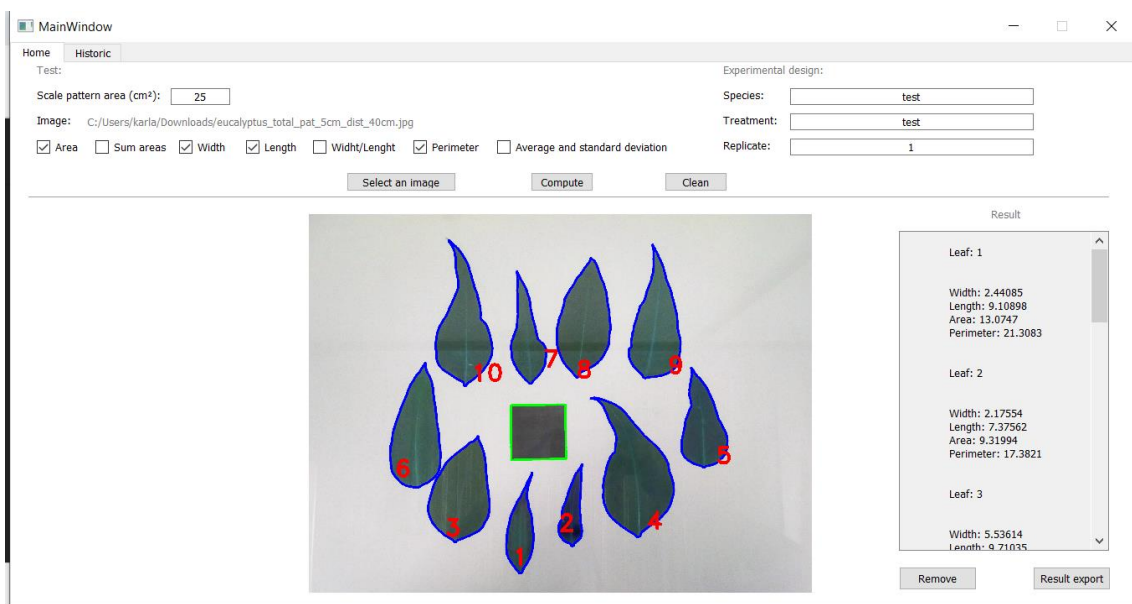 MainWindow
Home Historic
Test:
Experimental design:
Scale pattern area (cm²): 25
Species: test
Image: C:/Users/karla/Downloads/eucalyptus_total_pat_5cm_dist_40cm.jpg
Treatment: test
Area Sum areas Width Length Widht/Lenght Perimeter Average and standard deviation
Replicate: 1
Select an image Compute Clean
Result
Leaf: 1
Width: 2.44085
Length: 9.10898
Area: 13.0747
Perimeter: 21.3083
Leaf: 2
Width: 2.17554
Length: 7.37562
Area: 9.31994
Perimeter: 17.3821
Leaf: 3
Width: 5.53614
Length: 9.71035
10 7 8 9
6 5
3 1 2 4
Remove Result export